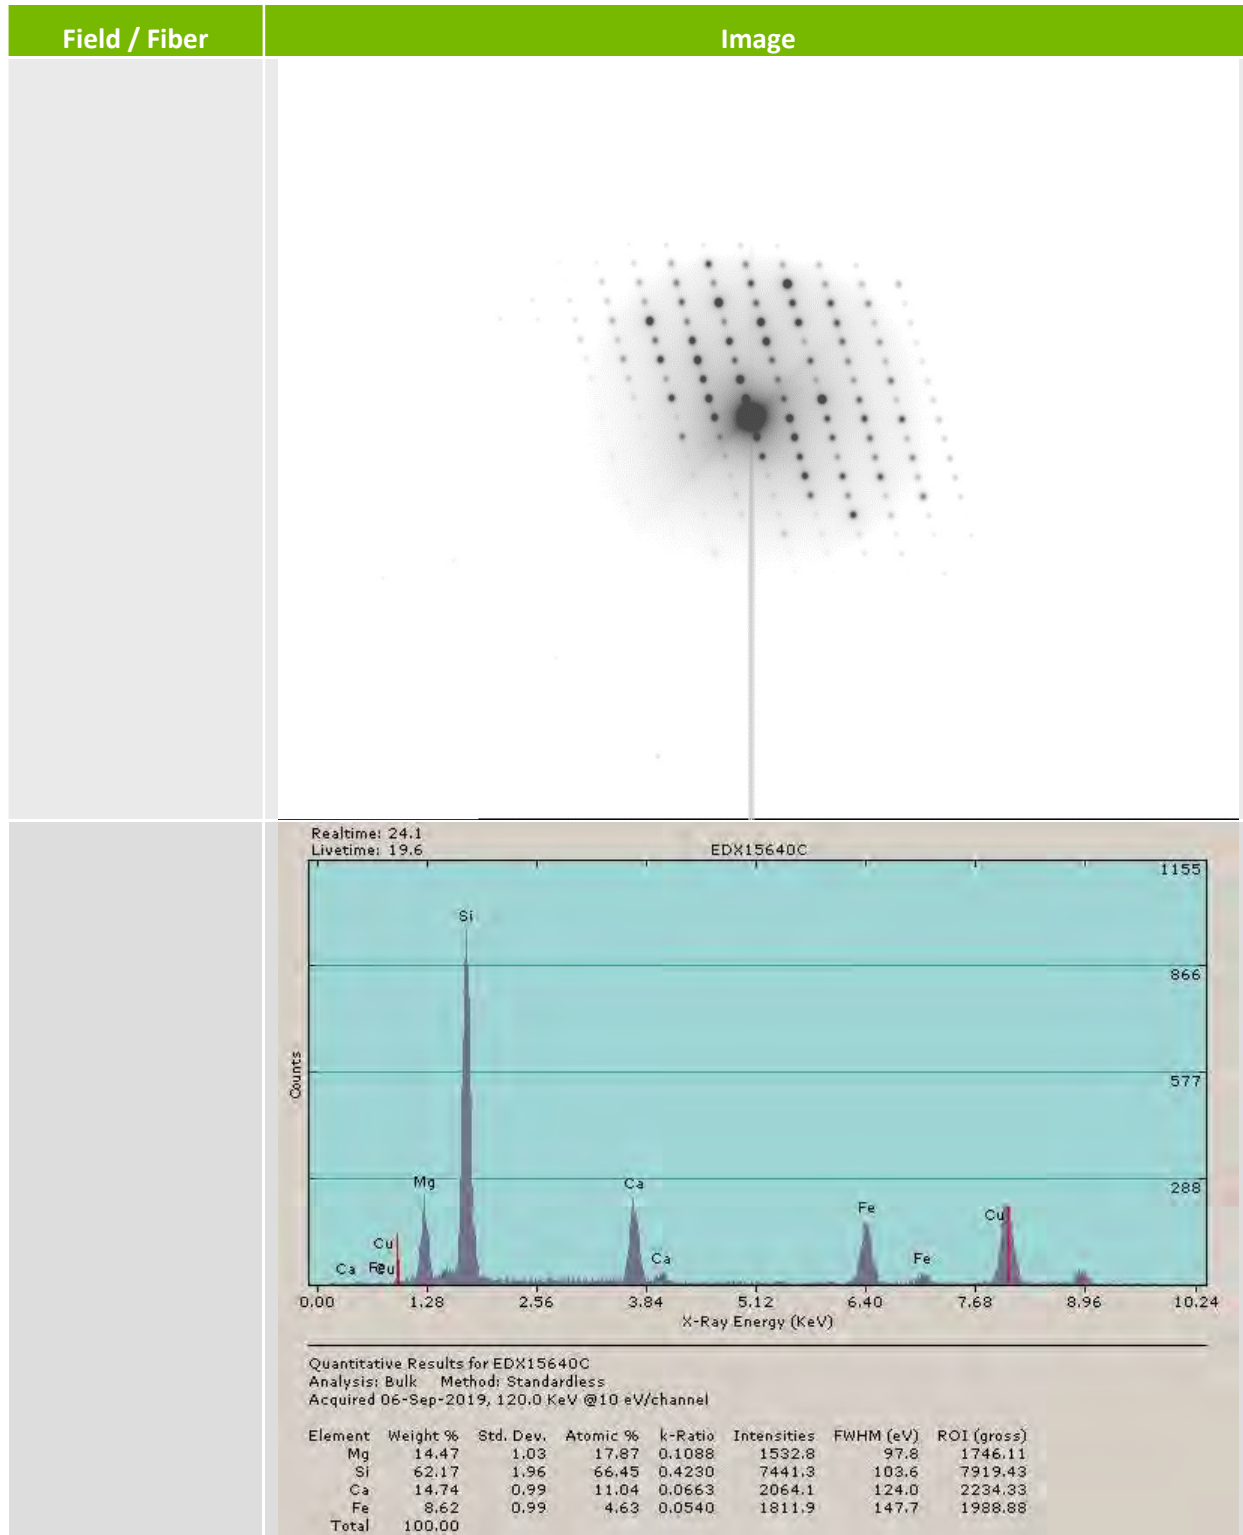 Field / Fiber Image
Realtime: 24.1
Livetime: 19.6 EDX15640C
1155
Si
866
Counts
577
Mg Ca 288
Fe Cu
Cu
Ca Fe
Ca Cu
0.00 1.28 2.56 3.84 5.12 6.40 7.68 8.96 10.24
X-Ray Energy (KeV)
Quantitative Results for EDX15640C
Analysis: Bulk Method: Standardless
Acquired 06-Sep-2019, 120.0 KeV @10 eV/channel
Element Weight % Std. Dev. Atomic % k-Ratio Intensities FWHM (eV) ROI (gross)
Mg 14.47 1.03 17.87 0.1088 1532.8 97.8 1746.11
Si 62.17 1.96 66.45 0.4230 7441.3 103.6 7919.43
Ca 14.74 0.99 11.04 0.0663 2064.1 124.0 2234.33
Fe 8.62 0.99 4.63 0.0540 1811.9 147.7 1988.88
Total 100.00